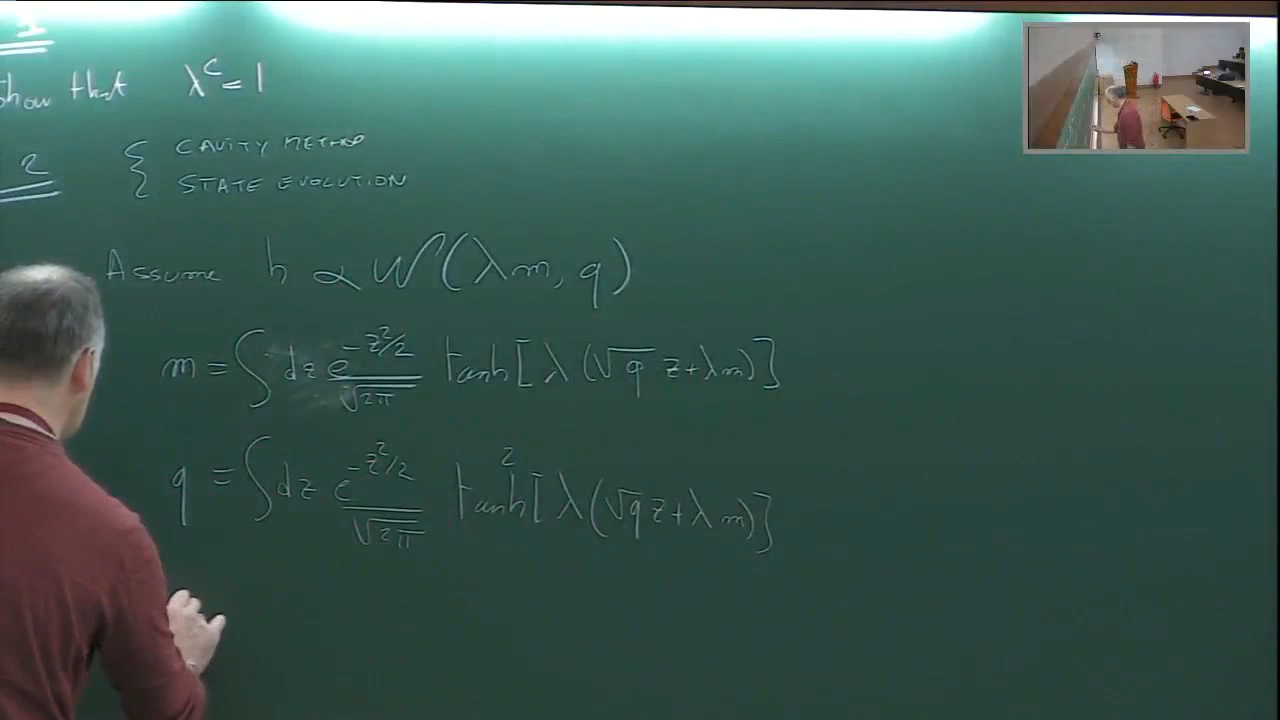 1
Show that λ^c = 1
2 { CAVITY METHOD
STATE EVOLUTION
Assume h ∝ N(λm, q)
m = ∫ dz e^{-z²/2} / √2π tanh[λ(√q z + λm)]
q = ∫ dz e^{-z²/2} / √2π tanh²[λ(√q z + λm)]